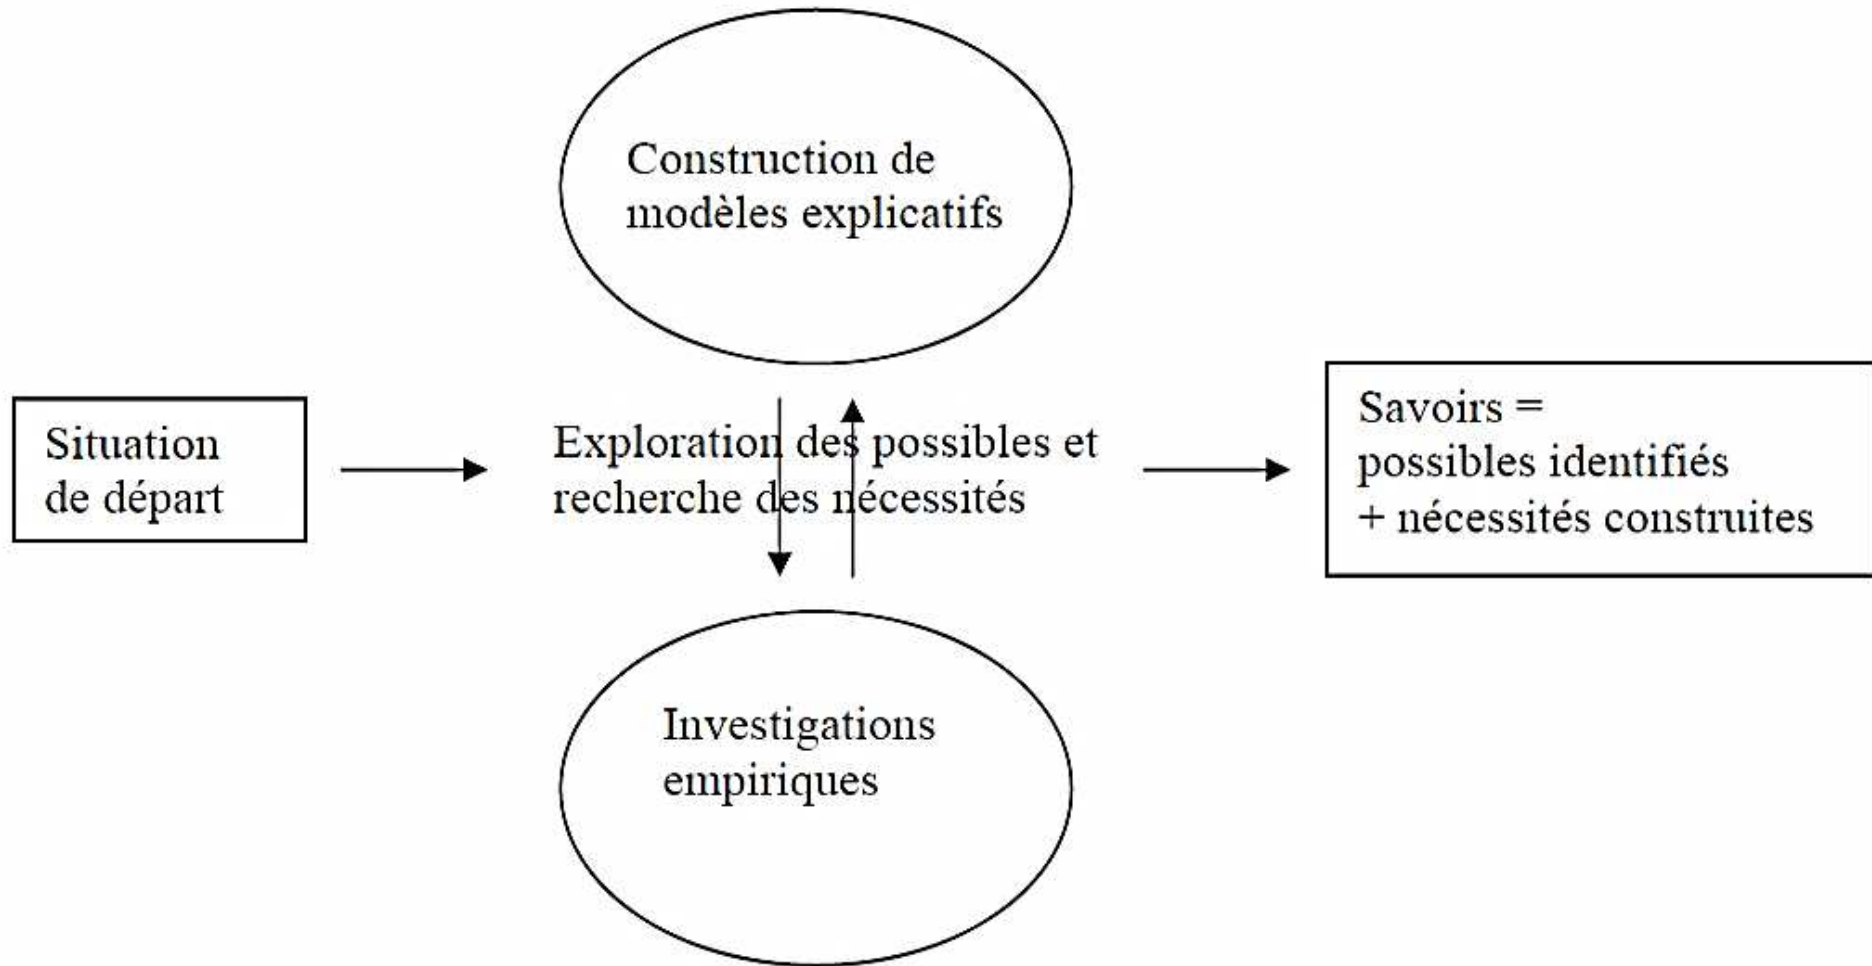 Construction de
modèles explicatifs
Situation
de départ
Exploration des possibles et
recherche des nécessités
Savoirs =
possibles identifiés
+ nécessités construites
Investigations
empiriques